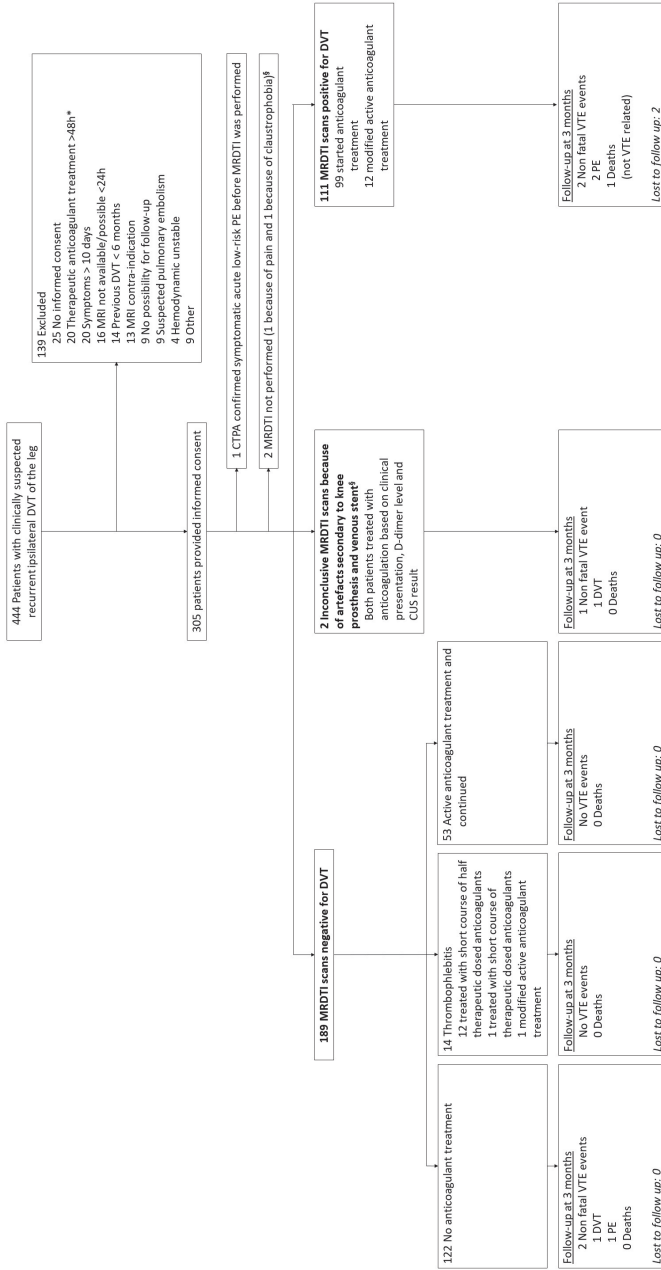 444 Patients with clinically suspected
recurrent ipsilateral DVT of the leg
139 Excluded
25 No informed consent
20 Therapeutic anticoagulant treatment >48h*
20 Symptoms > 10 days
16 MRI not available/possible <24h
14 Previous DVT < 6 months
13 MRI contra-indication
9 No possibility for follow-up
9 Suspected pulmonary embolism
4 Hemodynamic unstable
9 Other
305 patients provided informed consent
1 CTPA confirmed symptomatic acute low-risk PE before MRDTI was performed
2 MRDTI not performed (1 because of pain and 1 because of claustrophobia)§
189 MRDTI scans negative for DVT
2 Inconclusive MRDTI scans because
of artefacts secondary to knee
prosthesis and venous stent§
Both patients treated with
anticoagulation based on clinical
presentation, D-dimer level and
CUS result
111 MRDTI scans positive for DVT
99 started anticoagulant
treatment
12 modified active anticoagulant
treatment
122 No anticoagulant treatment
14 Thrombophlebitis
12 treated with short course of half
therapeutic dosed anticoagulants
1 treated with short course of
therapeutic dosed anticoagulants
1 modified active anticoagulant
treatment
53 Active anticoagulant treatment and
continued
Follow-up at 3 months
2 Non fatal VTE events
1 DVT
1 PE
0 Deaths
Lost to follow up: 0
Follow-up at 3 months
No VTE events
0 Deaths
Lost to follow up: 0
Follow-up at 3 months
No VTE events
0 Deaths
Lost to follow up: 0
Follow-up at 3 months
1 Non fatal VTE event
1 DVT
0 Deaths
Lost to follow up: 0
Follow-up at 3 months
2 Non fatal VTE events
2 PE
1 Deaths
(not VTE related)
Lost to follow up: 2